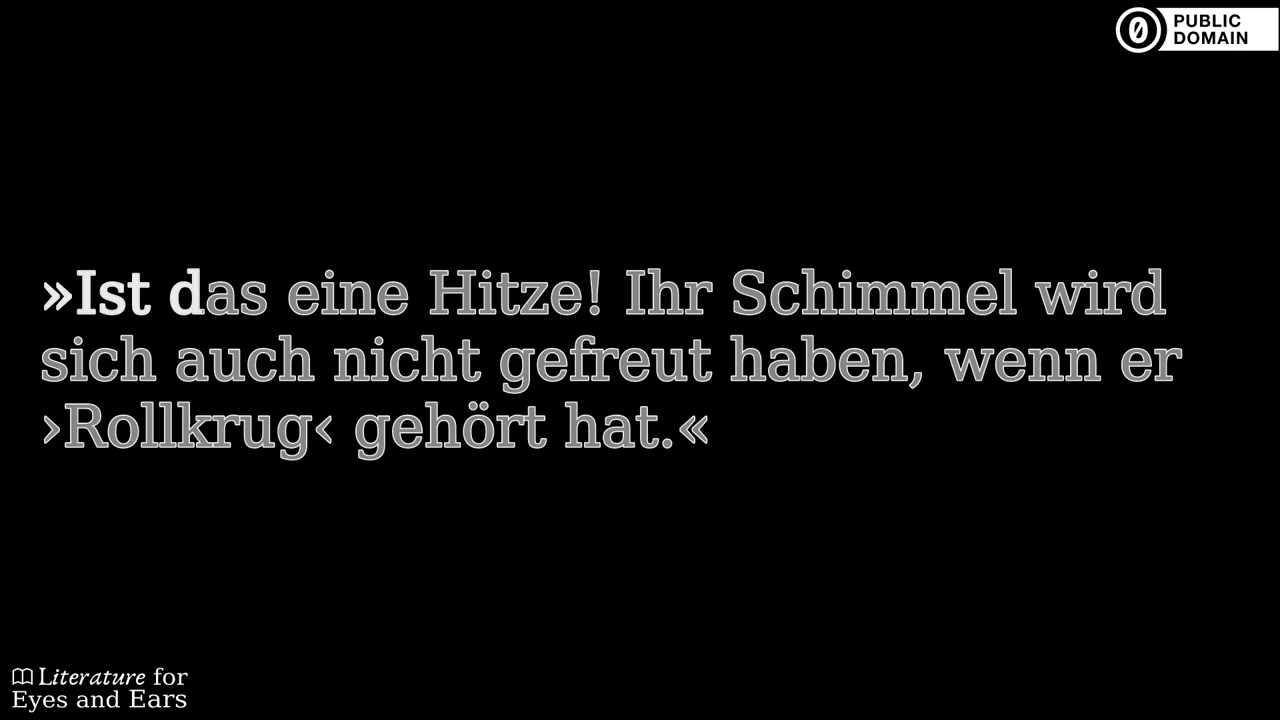 PUBLIC
DOMAIN
»Ist das eine Hitze! Ihr Schimmel wird
sich auch nicht gefreut haben, wenn er
›Rollkrug‹ gehört hat.«
Literature for
Eyes and Ears